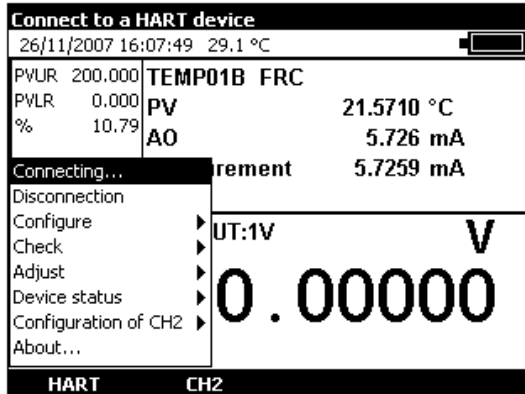 Connect to a HART device
26/11/2007 16:07:49 29.1 °C
PVUR 200.000
PVLR 0.000
% 10.79
TEMP01B FRC
PV 21.5710 °C
AO 5.726 mA
rement 5.7259 mA
Connecting...
Disconnection
Configure
Check
Adjust
Device status
Configuration of CH2
About...
UT:1V V
0.00000
HART CH2